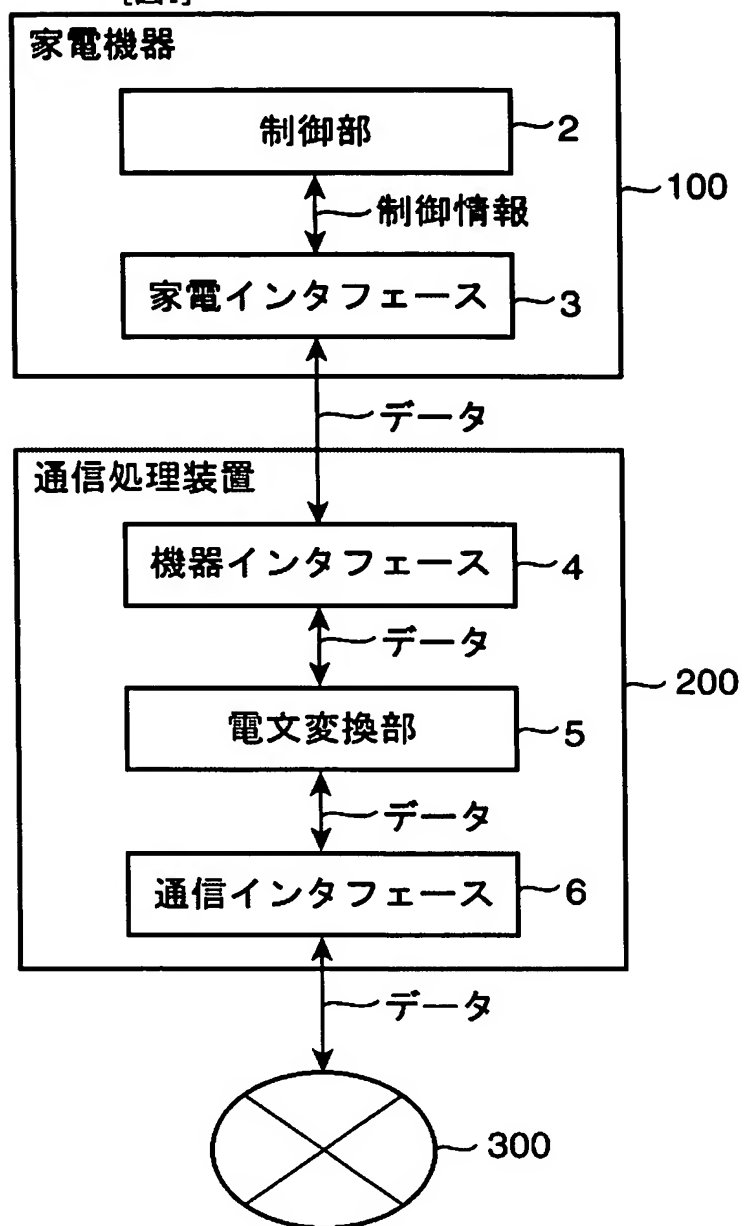 家電機器
制御部 2
制御情報 100
家電インタフェース 3
データ
通信処理装置
機器インタフェース 4
データ 200
電文変換部 5
データ
通信インタフェース 6
データ
300